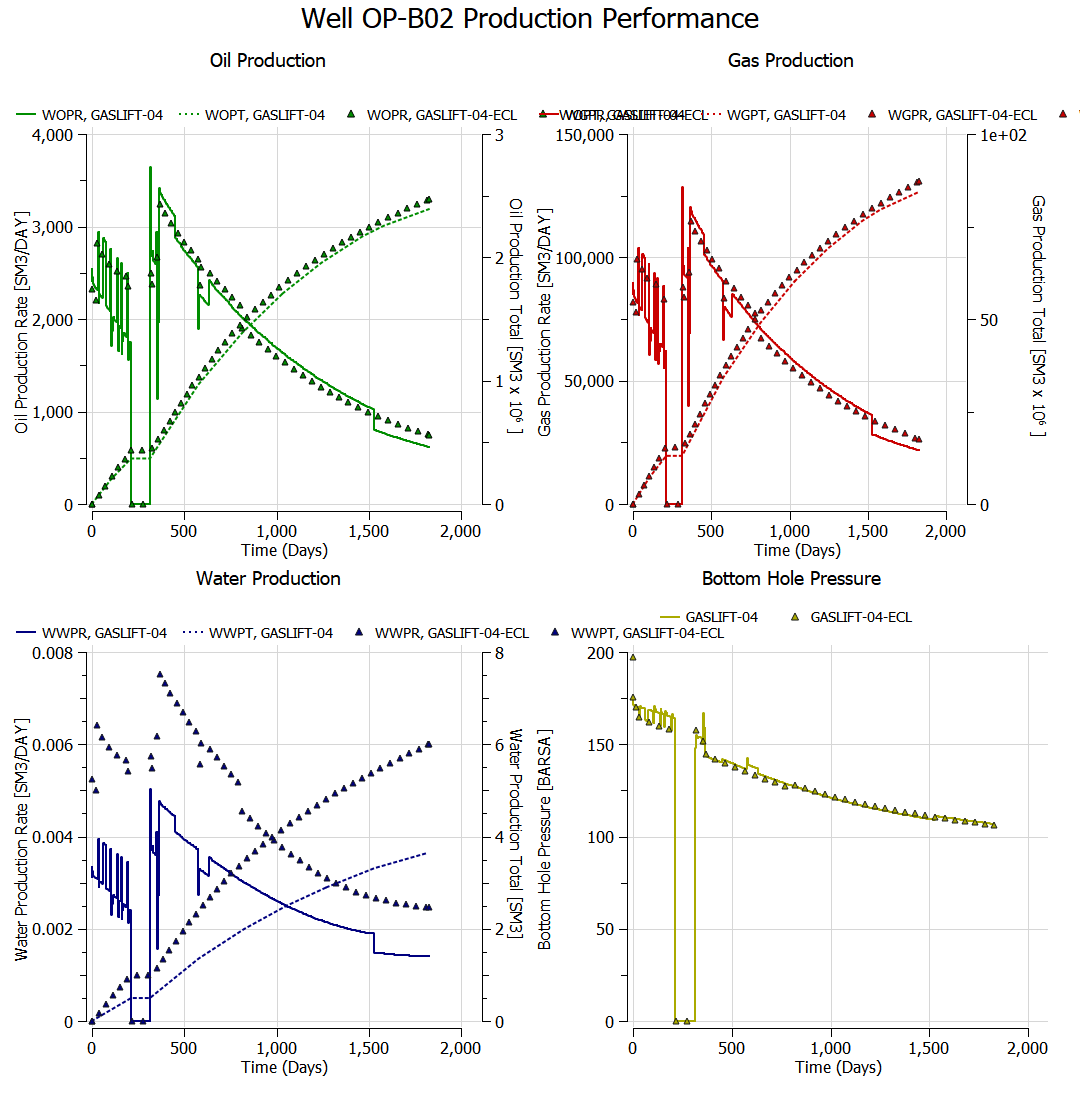 Well OP-B02 Production Performance
Oil Production
WOPR, GASLIFT-04 WOPT, GASLIFT-04 WOPR, GASLIFT-04-ECL WOPT, GASLIFT-04-ECL
4,000
3,000
2,000
1,000
0
Oil Production Rate [SM3/DAY]
3
2
1
0
Oil Production Total [SM3 x 10⁶ ]
0 500 1,000 1,500 2,000
Time (Days)
Gas Production
WGPR, GASLIFT-04 WGPT, GASLIFT-04 WGPR, GASLIFT-04-ECL
150,000
100,000
50,000
0
Gas Production Rate [SM3/DAY]
1e+02
50
0
Gas Production Total [SM3 x 10⁶ ]
0 500 1,000 1,500 2,000
Time (Days)
Water Production
WWPR, GASLIFT-04 WWPT, GASLIFT-04 WWPR, GASLIFT-04-ECL WWPT, GASLIFT-04-ECL
0.008
0.006
0.004
0.002
0
Water Production Rate [SM3/DAY]
8
6
4
2
0
Water Production Total [SM3]
0 500 1,000 1,500 2,000
Time (Days)
Bottom Hole Pressure
GASLIFT-04 GASLIFT-04-ECL
200
150
100
50
0
Bottom Hole Pressure [BARSA]
0 500 1,000 1,500 2,000
Time (Days)